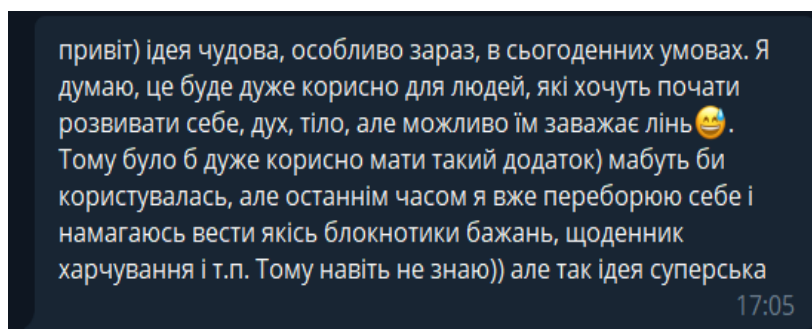 привіт) ідея чудова, особливо зараз, в сьогоденних умовах. Я
думаю, це буде дуже корисно для людей, які хочуть почати
розвивати себе, дух, тіло, але можливо їм заважає лінь😅.
Тому було б дуже корисно мати такий додаток) мабуть би
користувалась, але останнім часом я вже переборюю себе і
намагаюсь вести якісь блокнотики бажань, щоденник
харчування і т.п. Тому навіть не знаю)) але так ідея суперська
17:05